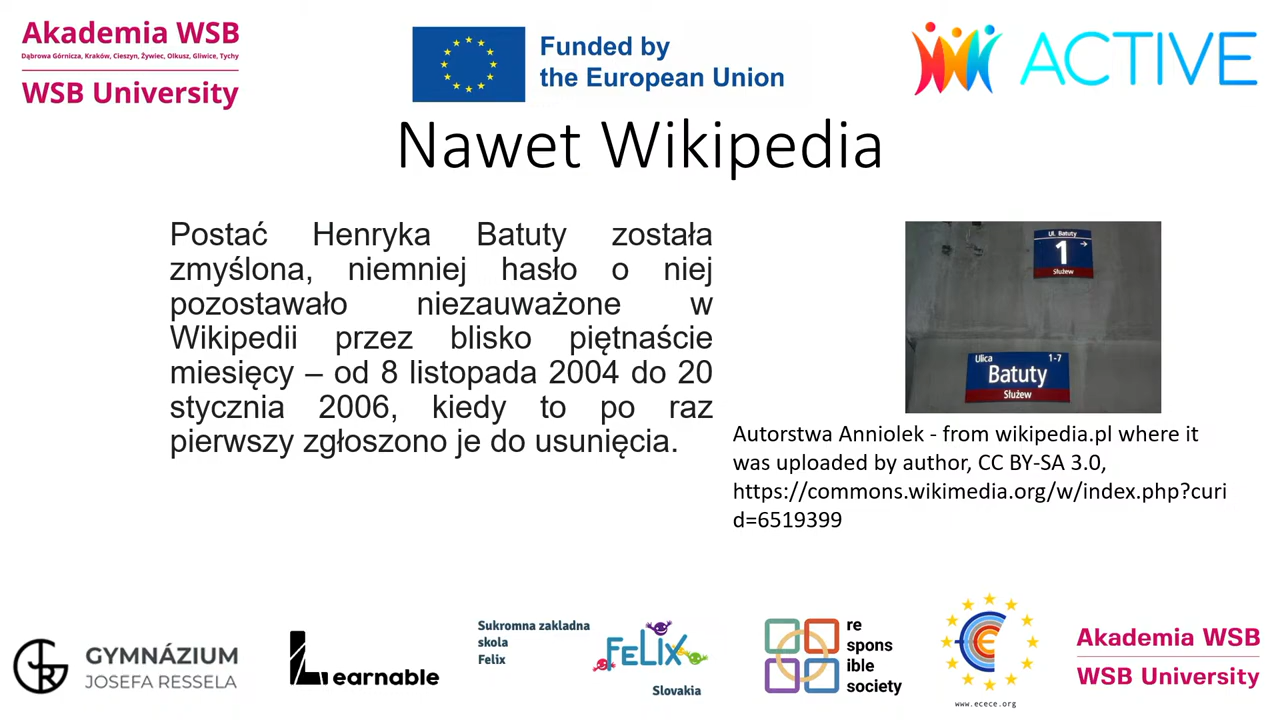 Akademia WSB
Dąbrowa Górnicza, Kraków, Cieszyn, Żywiec, Olkusz, Gliwice, Tychy
WSB University
Funded by
the European Union
ACTIVE
Nawet Wikipedia
Postać Henryka Batuty została
zmyślona, niemniej hasło o niej
pozostawało niezauważone w
Wikipedii przez blisko piętnaście
miesięcy – od 8 listopada 2004 do 20
stycznia 2006, kiedy to po raz
pierwszy zgłoszono je do usunięcia.
Ul. Batuty
1
Służew
Ulica 1-7
Batuty
Służew
Autorstwa Anniolek - from wikipedia.pl where it
was uploaded by author, CC BY-SA 3.0,
https://commons.wikimedia.org/w/index.php?curi
d=6519399
GYMNÁZIUM
JOSEFA RESSELA
Learnable
Sukromna zakladna
skola
Felix
FELIX
Slovakia
re
spons
ible
society
www.ecece.org
Akademia WSB
WSB University